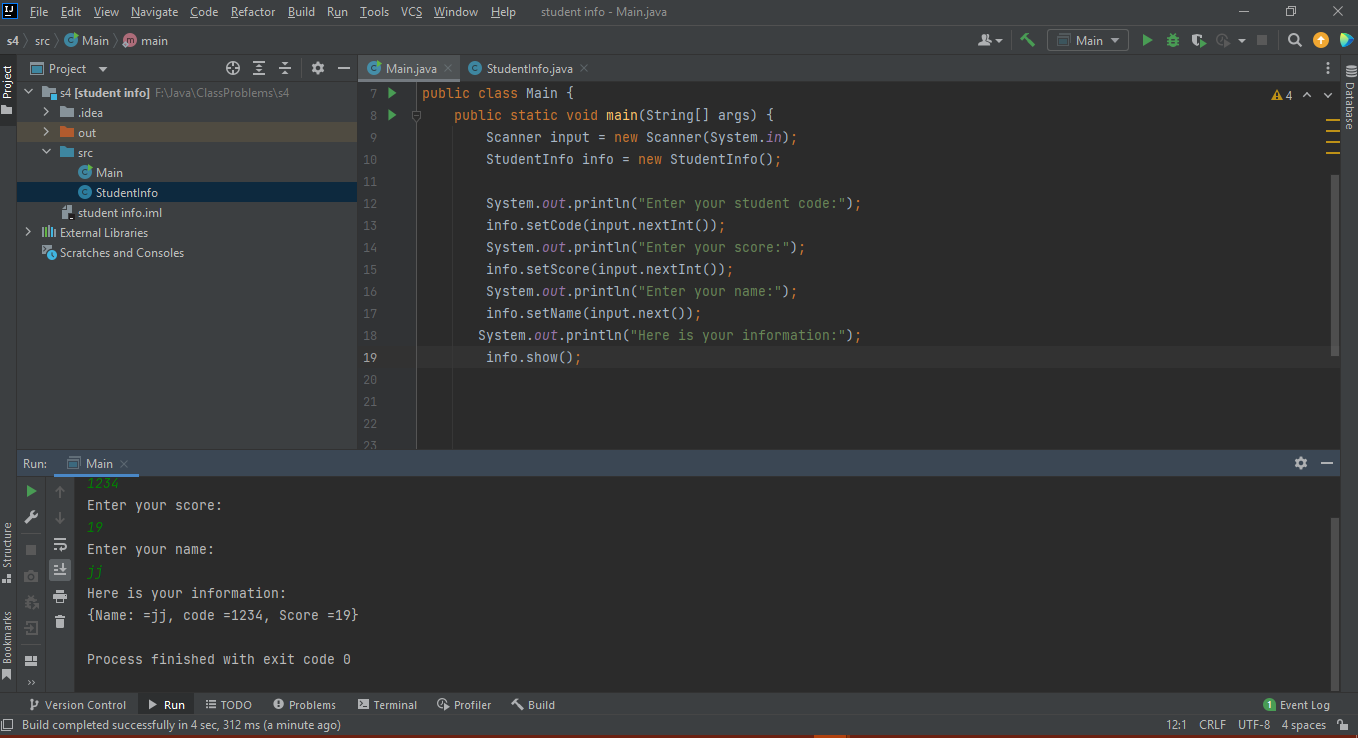 File Edit View Navigate Code Refactor Build Run Tools VCS Window Help student info - Main.java
s4 src Main main
Main
Project
Main.java StudentInfo.java
s4 [student info] F:\Java\ClassProblems\s4
.idea
out
src
Main
StudentInfo
student info.iml
External Libraries
Scratches and Consoles
7 public class Main {
8 public static void main(String[] args) {
9 Scanner input = new Scanner(System.in);
10 StudentInfo info = new StudentInfo();
11
12 System.out.println("Enter your student code:");
13 info.setCode(input.nextInt());
14 System.out.println("Enter your score:");
15 info.setScore(input.nextInt());
16 System.out.println("Enter your name:");
17 info.setName(input.next());
18 System.out.println("Here is your information:");
19 info.show();
20
21
22
23
4
Project
Database
Structure
Bookmarks
Run: Main
1234
Enter your score:
19
Enter your name:
jj
Here is your information:
{Name: =jj, code =1234, Score =19}
Process finished with exit code 0
Version Control Run TODO Problems Terminal Profiler Build 1 Event Log
Build completed successfully in 4 sec, 312 ms (a minute ago) 12:1 CRLF UTF-8 4 spaces